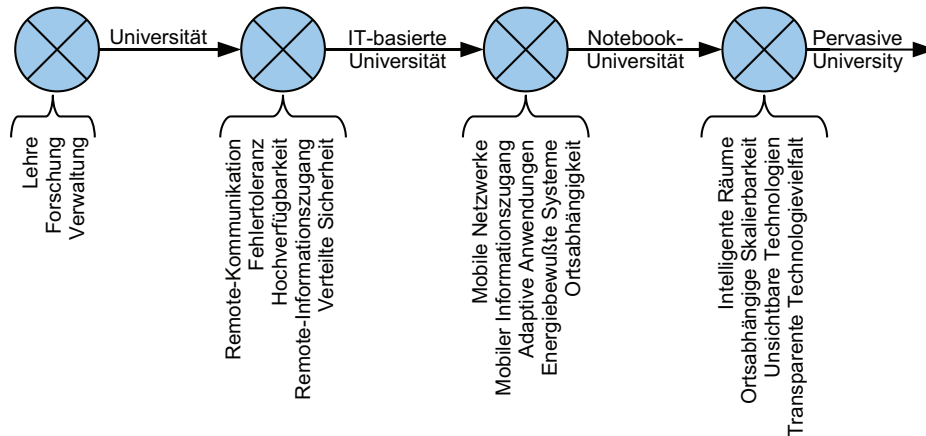 Universität
IT-basierte
Universität
Notebook-
Universität
Pervasive
University
Lehre
Forschung
Verwaltung
Remote-Kommunikation
Fehlertoleranz
Hochverfügbarkeit
Remote-Informationszugang
Verteilte Sicherheit
Mobile Netzwerke
Mobiler Informationszugang
Adaptive Anwendungen
Energiebewußte Systeme
Ortsabhängigkeit
Intelligente Räume
Ortsabhängige Skalierbarkeit
Unsichtbare Technologien
Transparente Technologievielfalt